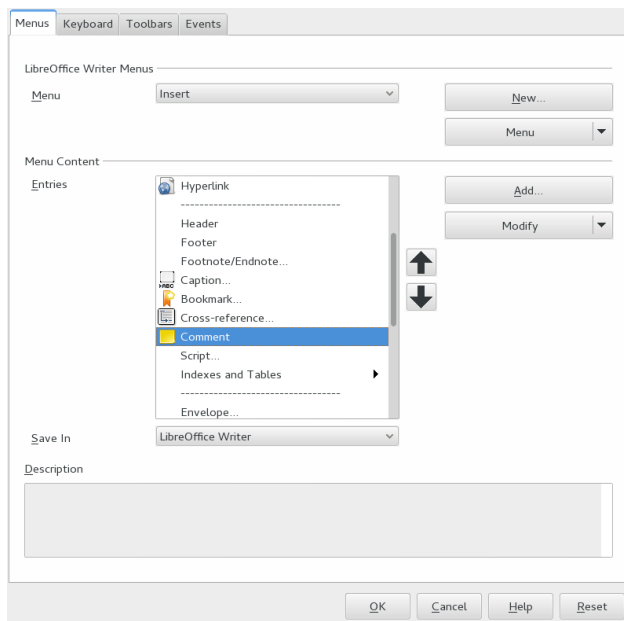 Menus Keyboard Toolbars Events
LibreOffice Writer Menus
Menu Insert New...
Menu
Menu Content
Entries Hyperlink Add...
----------------------------------
Header
Modify
Footer
Footnote/Endnote...
Caption...
Bookmark...
Cross-reference...
Comment
Script...
Indexes and Tables
----------------------------------
Envelope...
Save In LibreOffice Writer
Description
OK Cancel Help Reset